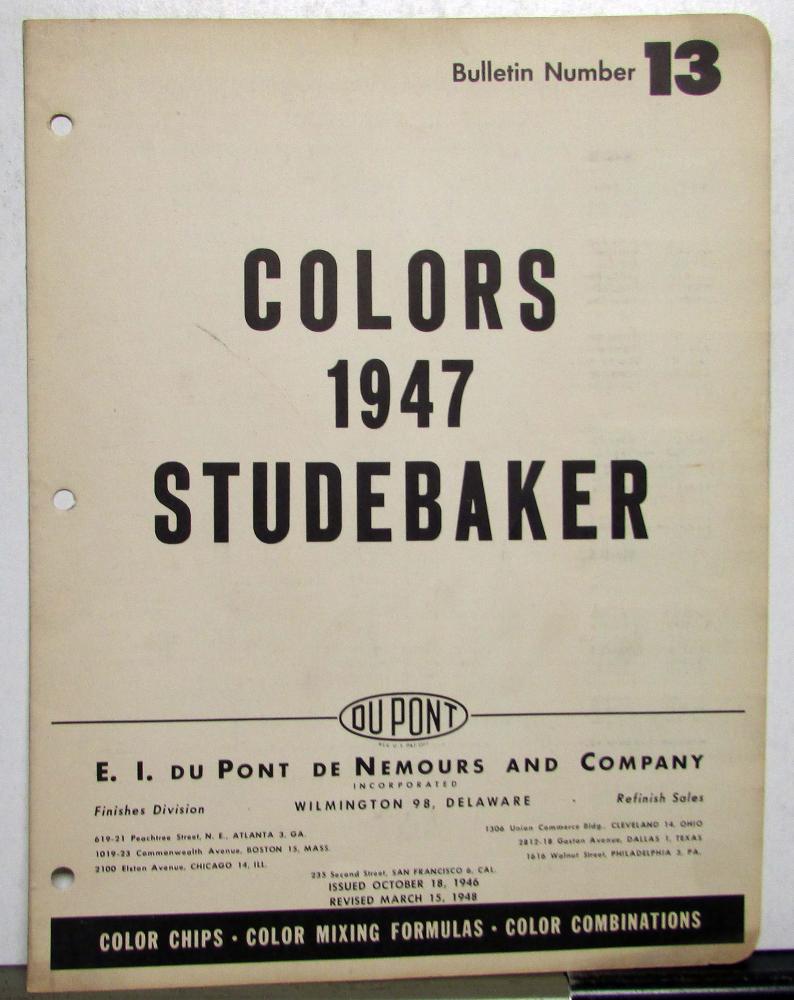 Bulletin Number 13
COLORS
1947
STUDEBAKER
DU PONT
REG. U.S. PAT. OFF.
E. I. DU PONT DE NEMOURS AND COMPANY
INCORPORATED
Finishes Division · WILMINGTON 98, DELAWARE · Refinish Sales
619-21 Peachtree Street, N. E., ATLANTA 3, GA.
1019-23 Commonwealth Avenue, BOSTON 15, MASS.
2100 Elston Avenue, CHICAGO 14, ILL.
1306 Union Commerce Bldg., CLEVELAND 14, OHIO
2812-18 Gaston Avenue, DALLAS 1, TEXAS
1616 Walnut Street, PHILADELPHIA 3, PA.
235 Second Street, SAN FRANCISCO 6, CAL.
ISSUED OCTOBER 18, 1946
REVISED MARCH 15, 1948
COLOR CHIPS · COLOR MIXING FORMULAS · COLOR COMBINATIONS